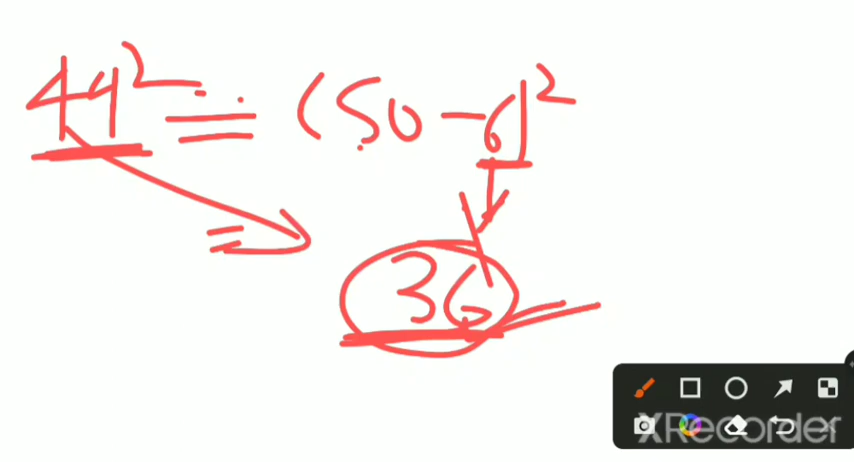 44² = (50-6)²
= 36
XRecorder